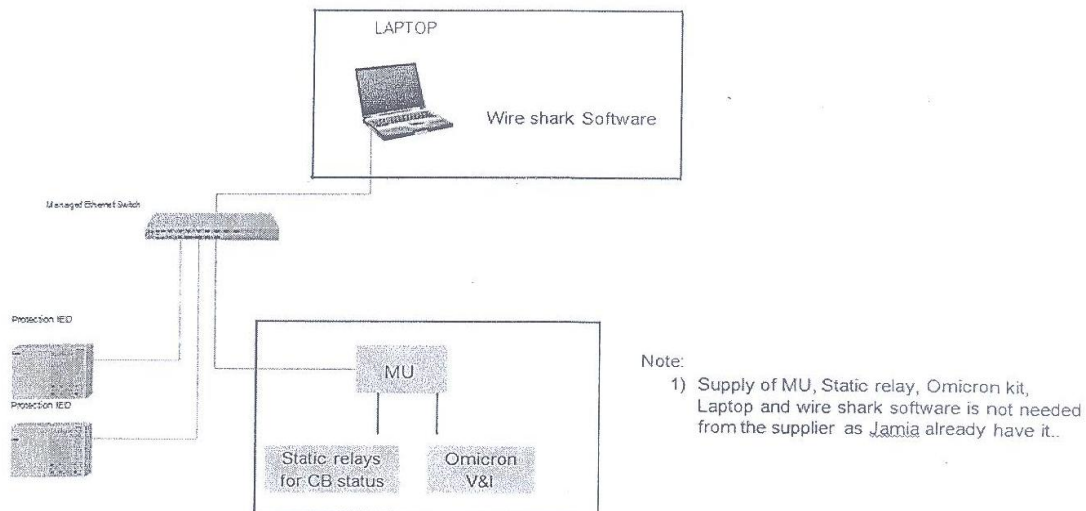 LAPTOP
Wire shark Software
Managed Ethernet Switch
Protection IED
Protection IED
MU
Static relays
for CB status
Omicron
V&I
Note:
1) Supply of MU, Static relay, Omicron kit,
Laptop and wire shark software is not needed
from the supplier as Jamia already have it..